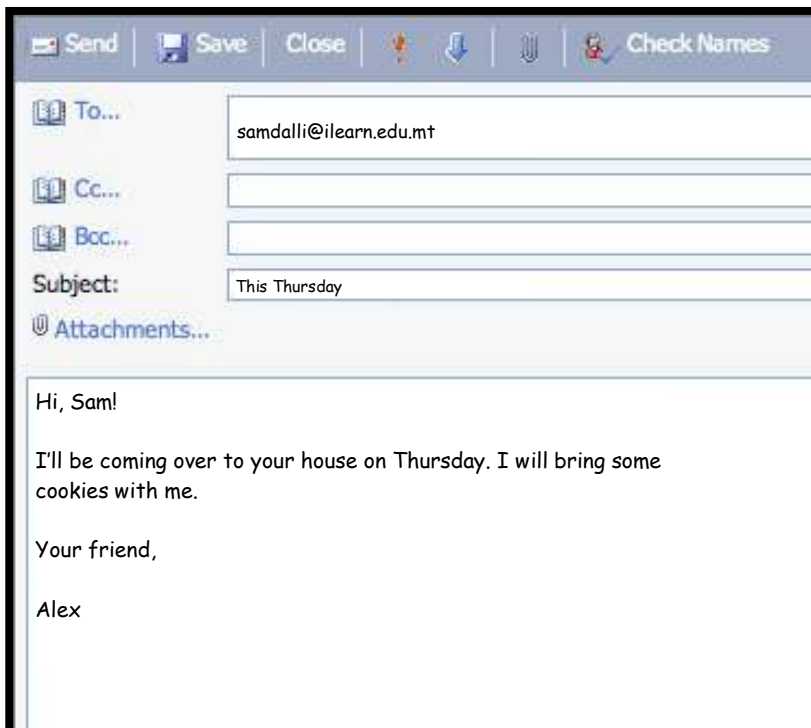 Send Save Close Check Names
To... samdalli@ilearn.edu.mt
Cc...
Bcc...
Subject: This Thursday
Attachments...
Hi, Sam!
I'll be coming over to your house on Thursday. I will bring some
cookies with me.
Your friend,
Alex